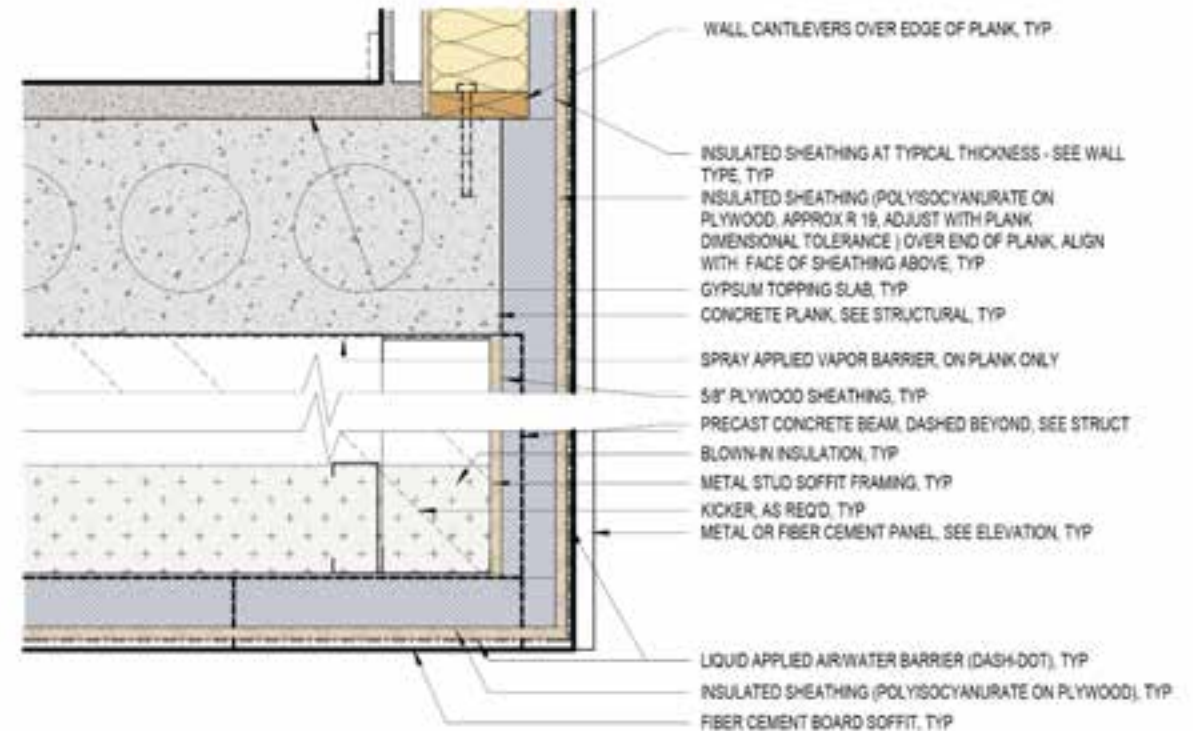 WALL, CANTILEVERS OVER EDGE OF PLANK, TYP
INSULATED SHEATHING AT TYPICAL THICKNESS - SEE WALL
TYPE, TYP
INSULATED SHEATHING (POLYISOCYANURATE ON
PLYWOOD, APPROX R 19, ADJUST WITH PLANK
DIMENSIONAL TOLERANCE ) OVER END OF PLANK, ALIGN
WITH FACE OF SHEATHING ABOVE, TYP
GYPSUM TOPPING SLAB, TYP
CONCRETE PLANK, SEE STRUCTURAL, TYP
SPRAY APPLIED VAPOR BARRIER, ON PLANK ONLY
5/8" PLYWOOD SHEATHING, TYP
PRECAST CONCRETE BEAM, DASHED BEYOND, SEE STRUCT
BLOWN-IN INSULATION, TYP
METAL STUD SOFFIT FRAMING, TYP
KICKER, AS REQ'D, TYP
METAL OR FIBER CEMENT PANEL, SEE ELEVATION, TYP
LIQUID APPLIED AIR/WATER BARRIER (DASH-DOT), TYP
INSULATED SHEATHING (POLYISOCYANURATE ON PLYWOOD), TYP
FIBER CEMENT BOARD SOFFIT, TYP